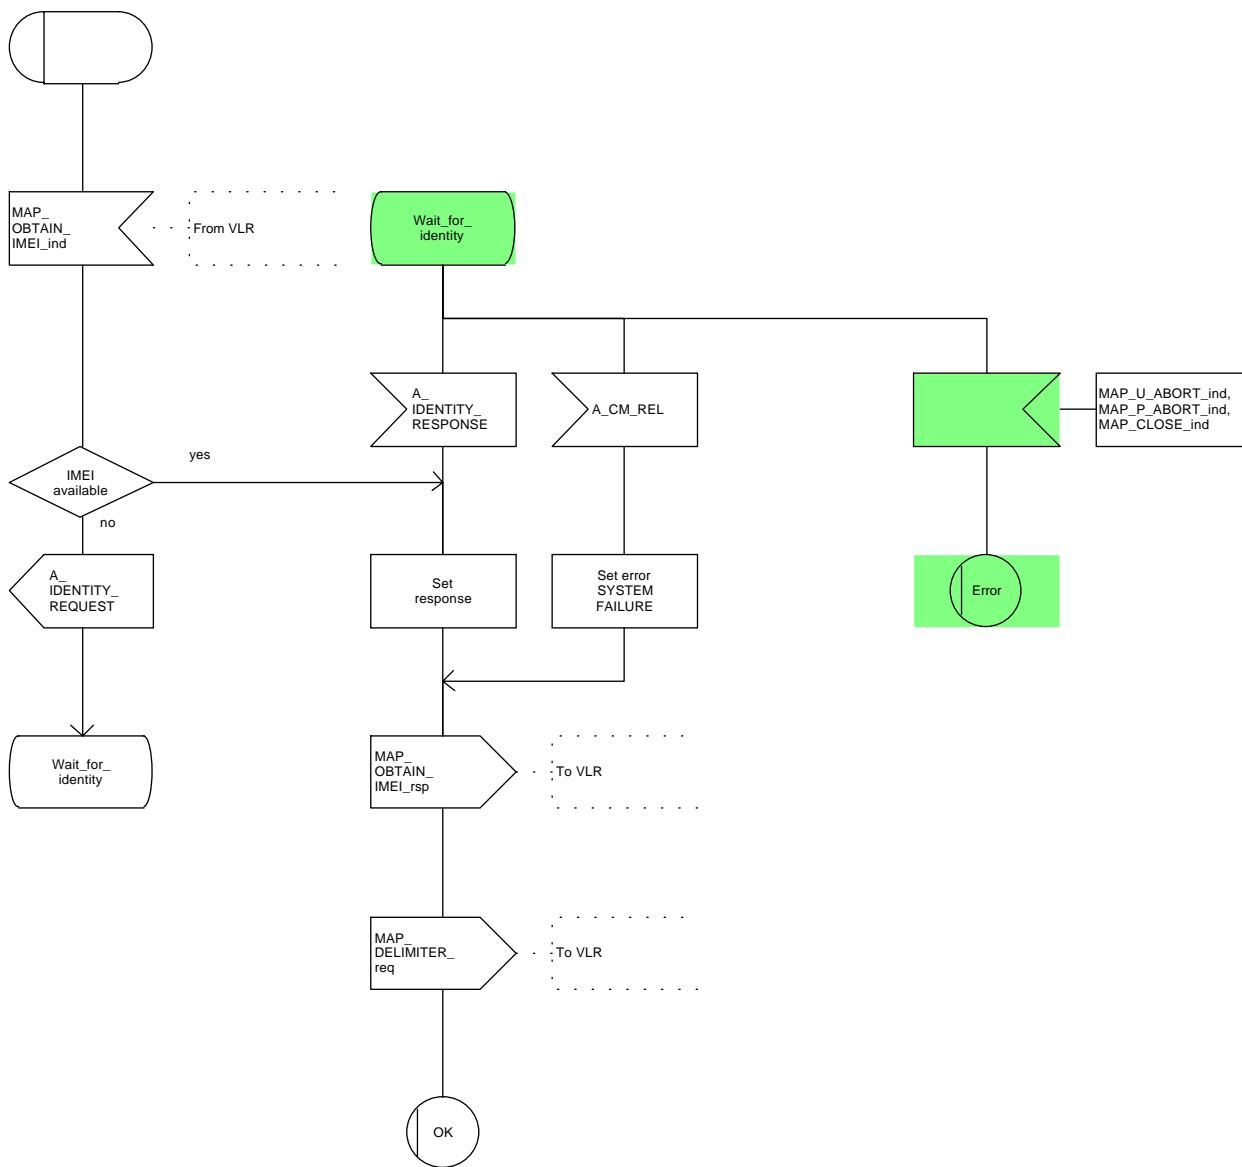 MAP_
OBTAIN_
IMEI_ind
From VLR
Wait_for_
identity
A_
IDENTITY_
RESPONSE
A_CM_REL
MAP_U_ABORT_ind,
MAP_P_ABORT_ind,
MAP_CLOSE_ind
IMEI
available
yes
no
A_
IDENTITY_
REQUEST
Set
response
Set error
SYSTEM
FAILURE
Error
Wait_for_
identity
MAP_
OBTAIN_
IMEI_rsp
To VLR
MAP_
DELIMITER_
req
To VLR
OK